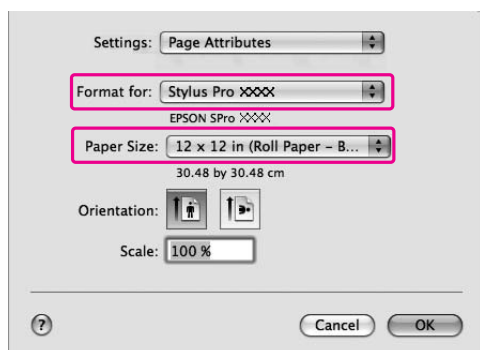 Settings: Page Attributes
Format for: Stylus Pro XXXX
EPSON SPro XXXX
Paper Size: 12 x 12 in (Roll Paper – B...
30.48 by 30.48 cm
Orientation:
Scale: 100 %
? Cancel OK